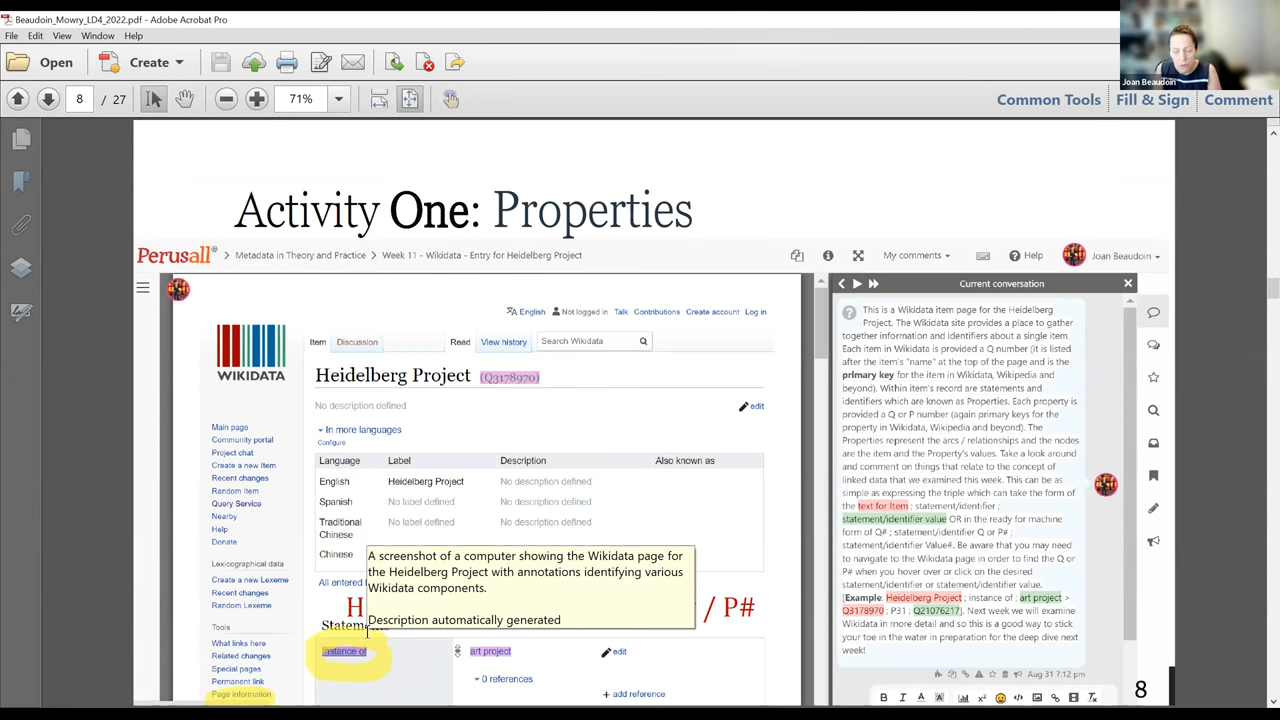 Beaudoin_Mowry_LD4_2022.pdf - Adobe Acrobat Pro
File Edit View Window Help
Open
Create
8 / 27
71%
Common Tools
Fill & Sign
Comment
Joan Beaudoin
Activity One: Properties
Perusall®
Metadata in Theory and Practice
Week 11 - Wikidata - Entry for Heidelberg Project
My comments
Help
Joan Beaudoin
English
Not logged in Talk Contributions Create account Log in
Item Discussion
Read View history
Search Wikidata
WIKIDATA
Heidelberg Project (Q3178970)
No description defined
edit
In more languages
Configure
Language Label Description Also known as
English Heidelberg Project No description defined
Spanish No label defined No description defined
Traditional Chinese No label defined No description defined
Chinese
All entered
Main page
Community portal
Project chat
Create a new Item
Recent changes
Random Item
Query Service
Nearby
Help
Donate
Lexicographical data
Create a new Lexeme
Recent changes
Random Lexeme
Tools
What links here
Related changes
Special pages
Permanent link
Page information
A screenshot of a computer showing the Wikidata page for
the Heidelberg Project with annotations identifying various
Wikidata components.
Description automatically generated
H
/ P#
Statem
instance of
art project
edit
0 references
+ add reference
Current conversation
This is a Wikidata item page for the Heidelberg
Project. The Wikidata site provides a place to gather
together information and identifiers about a single item.
Each item in Wikidata is provided a Q number (it is listed
after the item's "name" at the top of the page and is the
primary key for the item in Wikidata, Wikipedia and
beyond). Within item's record are statements and
identifiers which are known as Properties. Each property is
provided a Q or P number (again primary keys for the
property in Wikidata, Wikipedia and beyond). The
Properties represent the arcs / relationships and the nodes
are the item and the Property's values. Take a look around
and comment on things that relate to the concept of
linked data that we examined this week. This can be as
simple as expressing the triple which can take the form of
the text for Item ; statement/identifier ;
statement/identifier value OR in the ready for machine
form of Q# ; statement/identifier Q or P# ;
statement/identifier Value#. Be aware that you may need
to navigate to the Wikidata page in order to find the Q or
P# when you hover over or click on the desired
statement/identifier or statement/identifier value.
[Example: Heidelberg Project ; instance of ; art project >
Q3178970 ; P31 ; Q21076217]. Next week we will examine
Wikidata in more detail and so this is a good way to stick
your toe in the water in preparation for the deep dive next
week!
Aug 31 7:12 pm
8